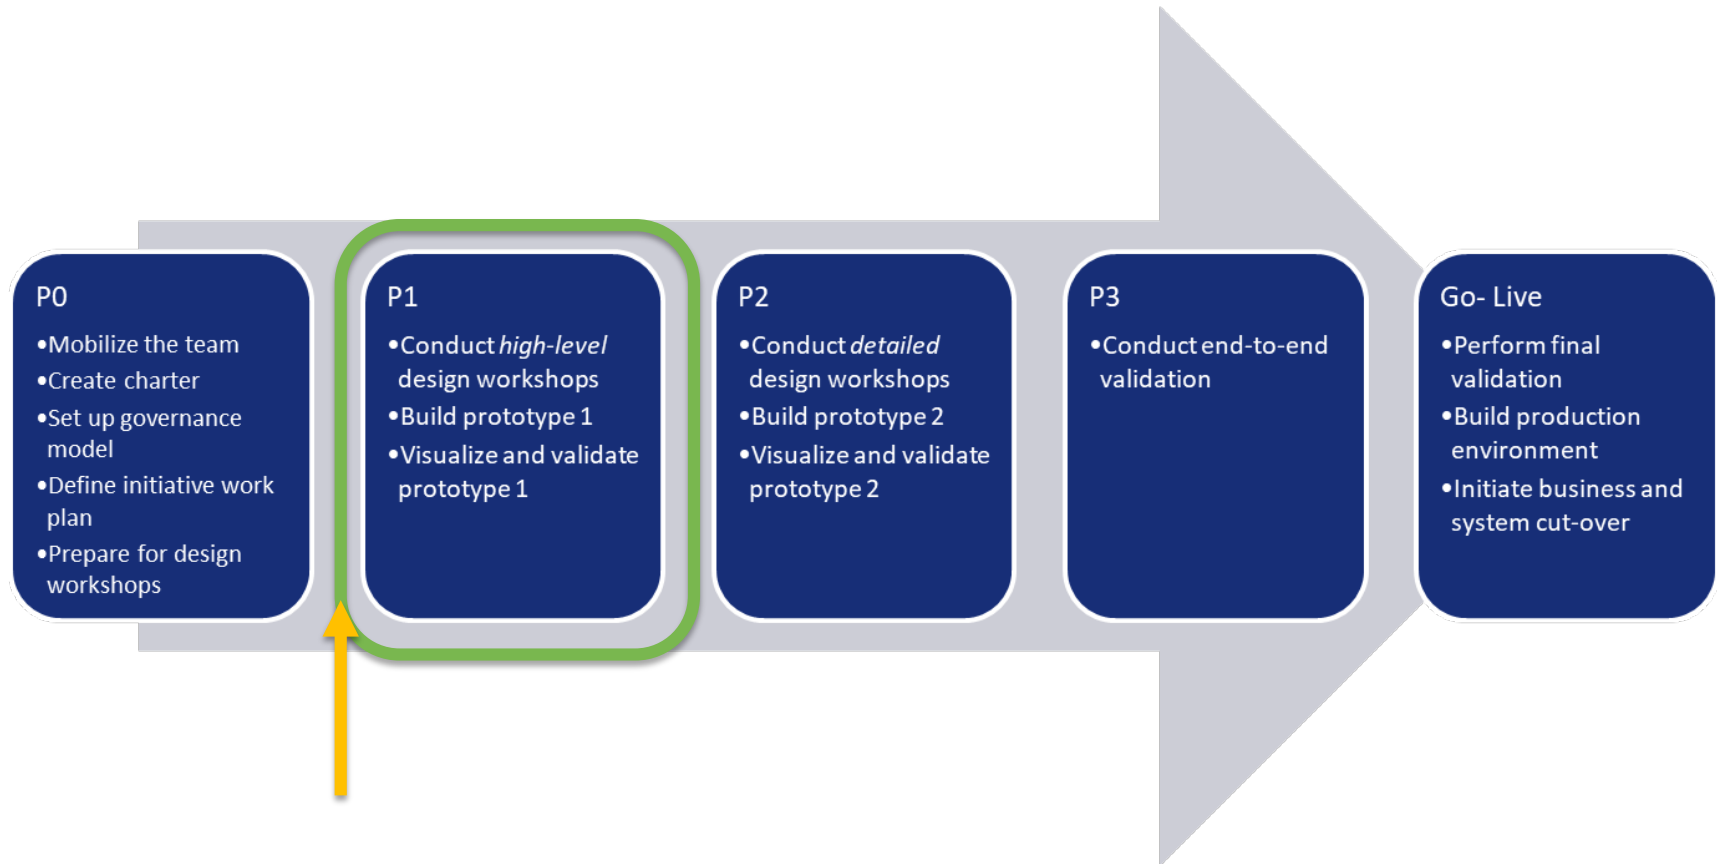 P0
•Mobilize the team
•Create charter
•Set up governance
model
•Define initiative work
plan
•Prepare for design
workshops
P1
•Conduct high-level
design workshops
•Build prototype 1
•Visualize and validate
prototype 1
P2
•Conduct detailed
design workshops
•Build prototype 2
•Visualize and validate
prototype 2
P3
•Conduct end-to-end
validation
Go- Live
•Perform final
validation
•Build production
environment
•Initiate business and
system cut-over